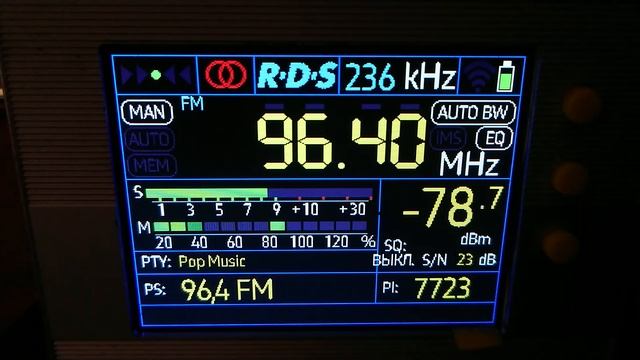 R·D·S 236 kHz
MAN FM 96.40 MHz AUTO BW
AUTO IMS EQ
MEM
S
1 3 5 7 9 +10 +30
M
20 40 60 80 100 120 %
-78.7 dBm
SQ:
ВЫКЛ. S/N 23 dB
PTY: Pop Music
PS: 96,4 FM
PI: 7723